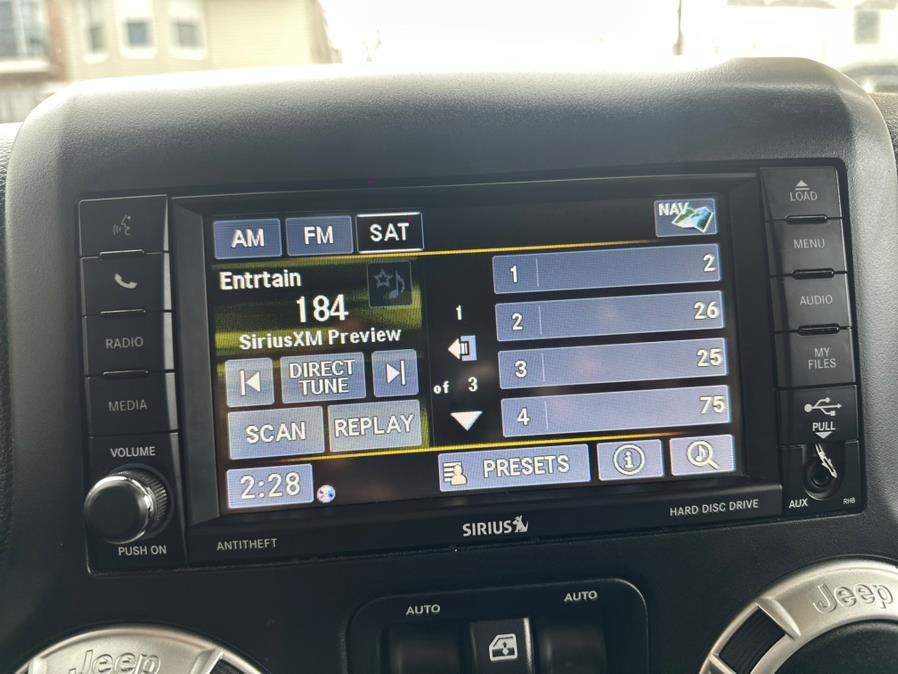 LOAD
MENU
AUDIO
MY
FILES
PULL
AUX
RHB
RADIO
MEDIA
VOLUME
PUSH ON
AM
FM
SAT
NAV
Entrtain
184
SiriusXM Preview
DIRECT
TUNE
SCAN
REPLAY
2:28
1
of 3
1 2
2 26
3 25
4 75
PRESETS
ANTITHEFT
SIRIUS
HARD DISC DRIVE
AUTO
AUTO
Jeep
Jeep